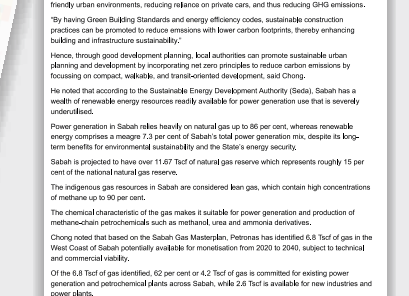 friendly urban environments, reducing reliance on private cars, and thus reducing GHG emissions.
"By having Green Building Standards and energy efficiency codes, sustainable construction
practices can be promoted to reduce emssions with lower carbon footprints, thereby enhancing
building and infrastructure sustainability."
Hence, through good development planning, local authorities can promote sustainable urban
planning and development by incorporating net zero principles to reduce carbon emissions by
focussing on compact, walkable, and transit-oriented development, said Chong.
He noted that according to the Sustainable Energy Development Authority (Seda), Sabah has a
wealth of renewable energy resources readily available for power generation use that is severely
underutilised.
Power generation in Sabah relies heavily on natural gas up to 86 per cent, whereas renewable
energy comprises a meagre 7.3 per cent of Sabah's total power generation mix, despite its long-
term benefits for environmental sustainability and the State's energy security.
Sabah is projected to have over 11.67 Tscf of natural gas reserve which represents roughly 15 per
cent of the national natural gas reserve.
The indigenous gas resources in Sabah are considered lean gas, which contain high concentrations
of methane up to 90 per cent.
The chemical characteristic of the gas makes it suitable for power generation and production of
methane-chain petrochemicals such as methanol, urea and ammonia derivatives.
Chong noted that based on the Sabah Gas Masterplan, Petronas has identified 6.8 Tscf of gas in the
West Coast of Sabah potentially available for monetisation from 2020 to 2040, subject to technical
and commercial viability.
Of the 6.8 Tscf of gas identified, 62 per cent or 4.2 Tscf of gas is committed for existing power
generation and petrochemical plants across Sabah, while 2.6 Tscf is available for new industries and
power plants.